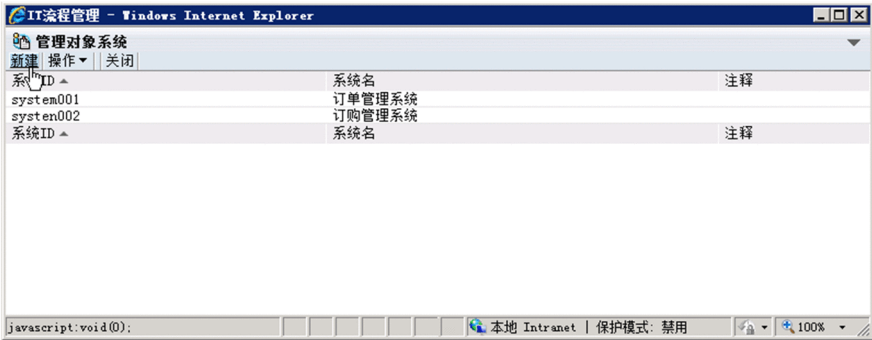 IT流程管理 - Windows Internet Explorer
管理对象系统
新建 操作 关闭
系 ID 系统名 注释
system001 订单管理系统
systen002 订购管理系统
系统ID 系统名 注释
javascript:void(0); 本地 Intranet | 保护模式: 禁用 100%